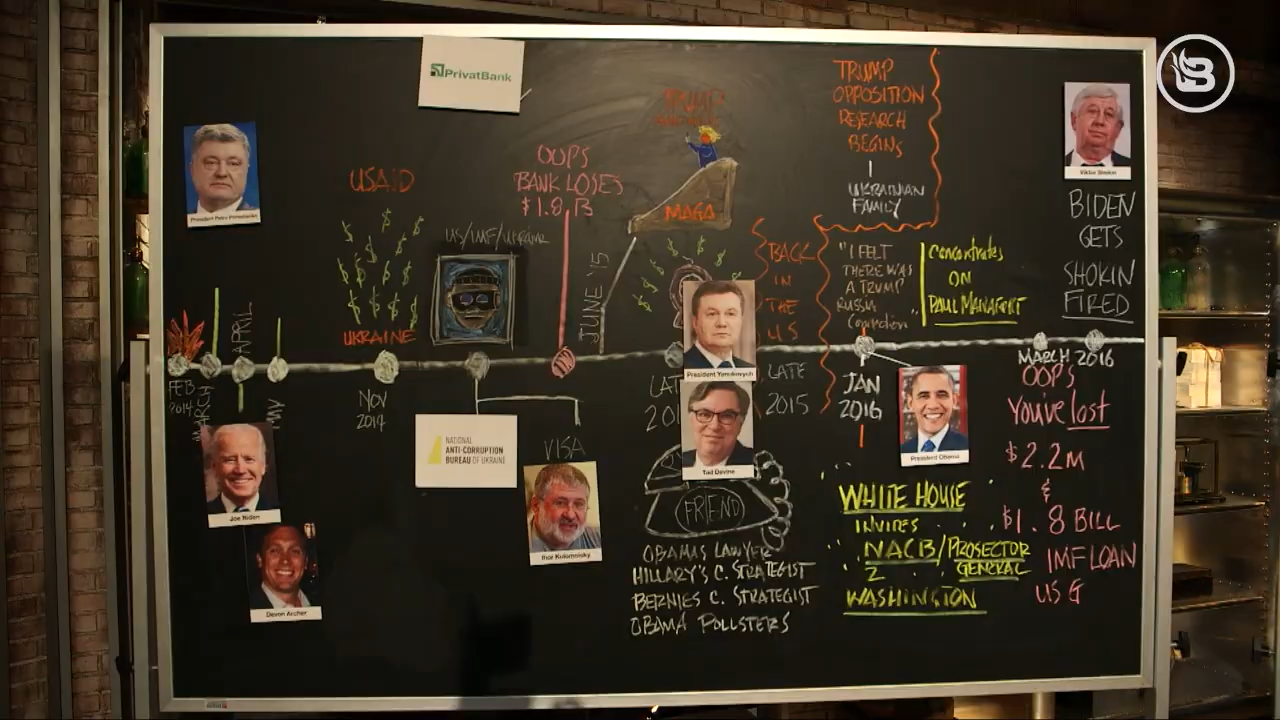 PrivatBank
President Petro Poroshenko
USAID
UKRAINE
US/IMF/UKRAINE
OOPS
BANK LOSES
$1.8 B
JUNE '15
TRUMP
MAGA
BACK
IN
THE
U.S
TRUMP
OPPOSITION
RESEARCH
BEGINS
UKRAINIAN
FAMILY
"I FELT
THERE WAS
A TRUMP
RUSSIA
Connection
Concentrates
ON
PAUL MANAFORT
Viktor Shokin
BIDEN
GETS
SHOKIN
FIRED
FEB
2014
MARCH
APRIL
MY
NOV
2014
LATE
2015
JAN
2016
MARCH 2016
President Yanukovych
Tad Devine
President Obama
Joe Biden
Devon Archer
NATIONAL
ANTI-CORRUPTION
BUREAU OF UKRAINE
VISA
Ihor Kolomoisky
FRIEND
OBAMAS LAWYER
HILLARY'S C. STRATEGIST
BERNIES C. STRATEGIST
OBAMA POLLSTERS
WHITE HOUSE
INVITES
NACB/PROSECTOR
GENERAL
2
WASHINGTON
OOPS
You've lost
$2.2M
&
$1.8 BILL
IMF LOAN
US G
B